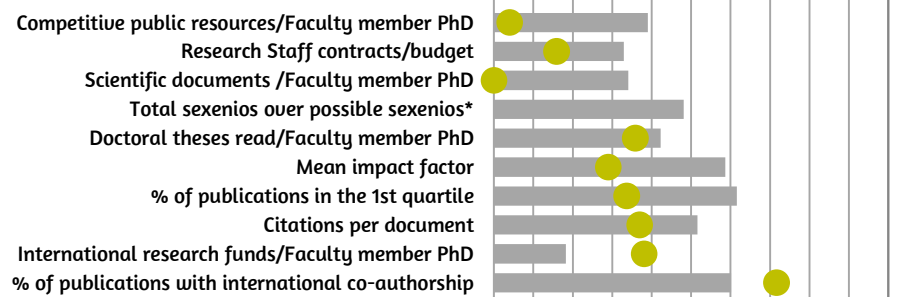 Competitive public resources/Faculty member PhD
Research Staff contracts/budget
Scientific documents /Faculty member PhD
Total sexenios over possible sexenios*
Doctoral theses read/Faculty member PhD
Mean impact factor
% of publications in the 1st quartile
Citations per document
International research funds/Faculty member PhD
% of publications with international co-authorship